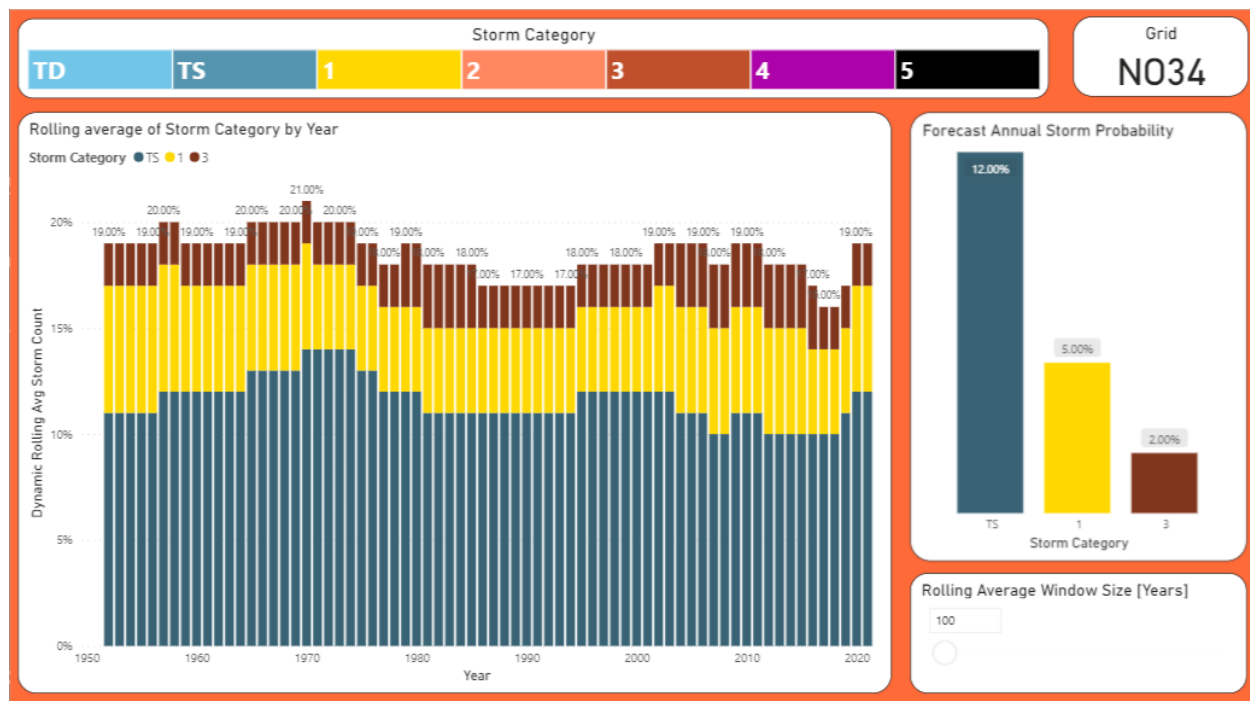 Storm Category
TD TS 1 2 3 4 5
Grid
NO34
Rolling average of Storm Category by Year
Storm Category TS 1 3
21.00%
20.00% 20.00% 20.00% 20.00%
19.00% 19.00% 19.00% 19.00% 19.00% 19.00% 19.00% 19.00% 19.00%
18.00% 18.00% 18.00%
17.00% 17.00%
20%
15%
10%
5%
0%
Dynamic Rolling Avg Storm Count
1950 1960 1970 1980 1990 2000 2010 2020
Year
Forecast Annual Storm Probability
12.00%
5.00%
2.00%
TS 1 3
Storm Category
Rolling Average Window Size [Years]
100